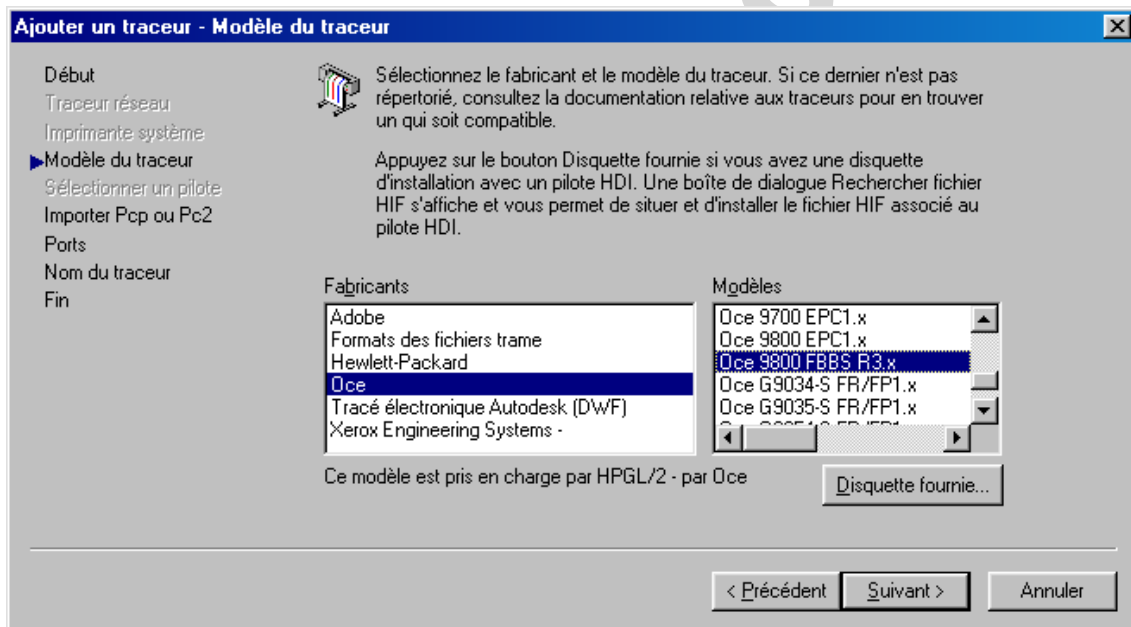 Ajouter un traceur - Modèle du traceur
Début
Traceur réseau
Imprimante système
Modèle du traceur
Sélectionner un pilote
Importer Pcp ou Pc2
Ports
Nom du traceur
Fin
Sélectionnez le fabricant et le modèle du traceur. Si ce dernier n'est pas
répertorié, consultez la documentation relative aux traceurs pour en trouver
un qui soit compatible.
Appuyez sur le bouton Disquette fournie si vous avez une disquette
d'installation avec un pilote HDI. Une boîte de dialogue Rechercher fichier
HIF s'affiche et vous permet de situer et d'installer le fichier HIF associé au
pilote HDI.
Fabricants
Adobe
Formats des fichiers trame
Hewlett-Packard
Oce
Tracé électronique Autodesk (DWF)
Xerox Engineering Systems -
Modèles
Oce 9700 EPC1.x
Oce 9800 EPC1.x
Oce 9800 FBBS R3.x
Oce G9034-S FR/FP1.x
Oce G9035-S FR/FP1.x
Ce modèle est pris en charge par HPGL/2 - par Oce
Disquette fournie...
< Précédent
Suivant >
Annuler